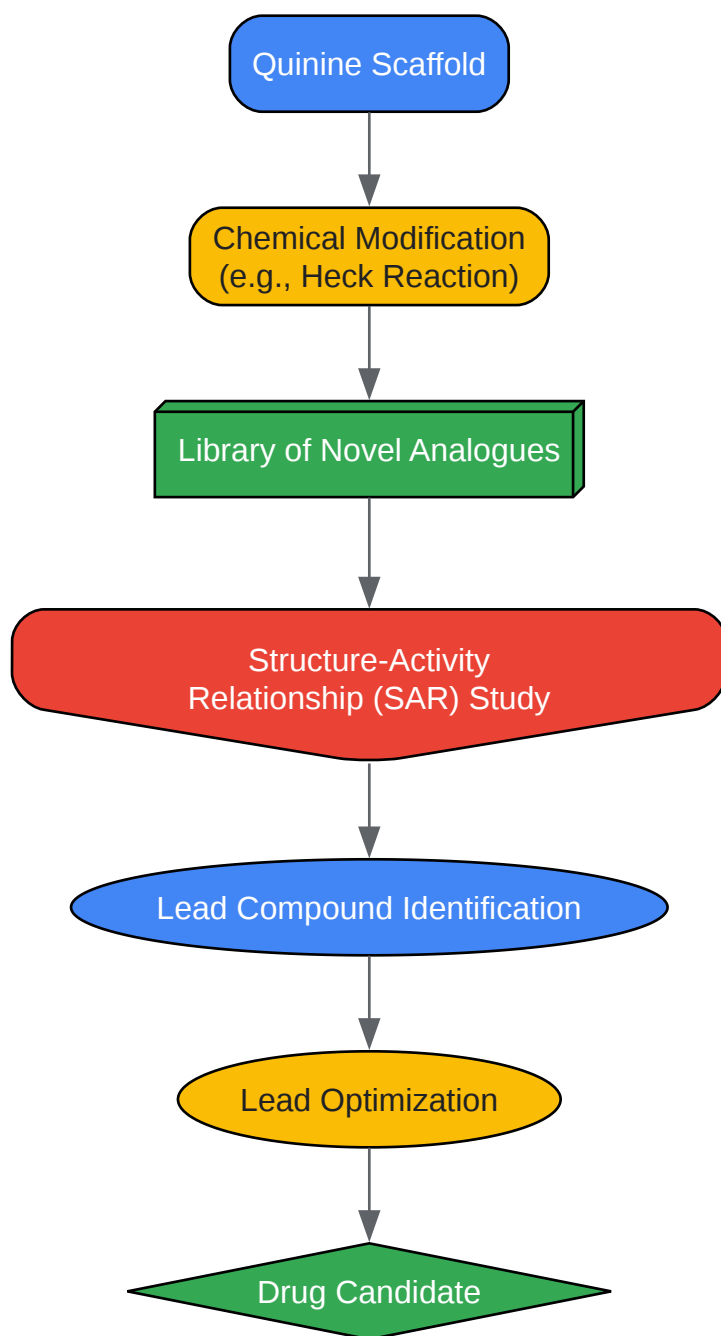 Quinine Scaffold
Chemical Modification
(e.g., Heck Reaction)
Library of Novel Analogues
Structure-Activity
Relationship (SAR) Study
Lead Compound Identification
Lead Optimization
Drug Candidate